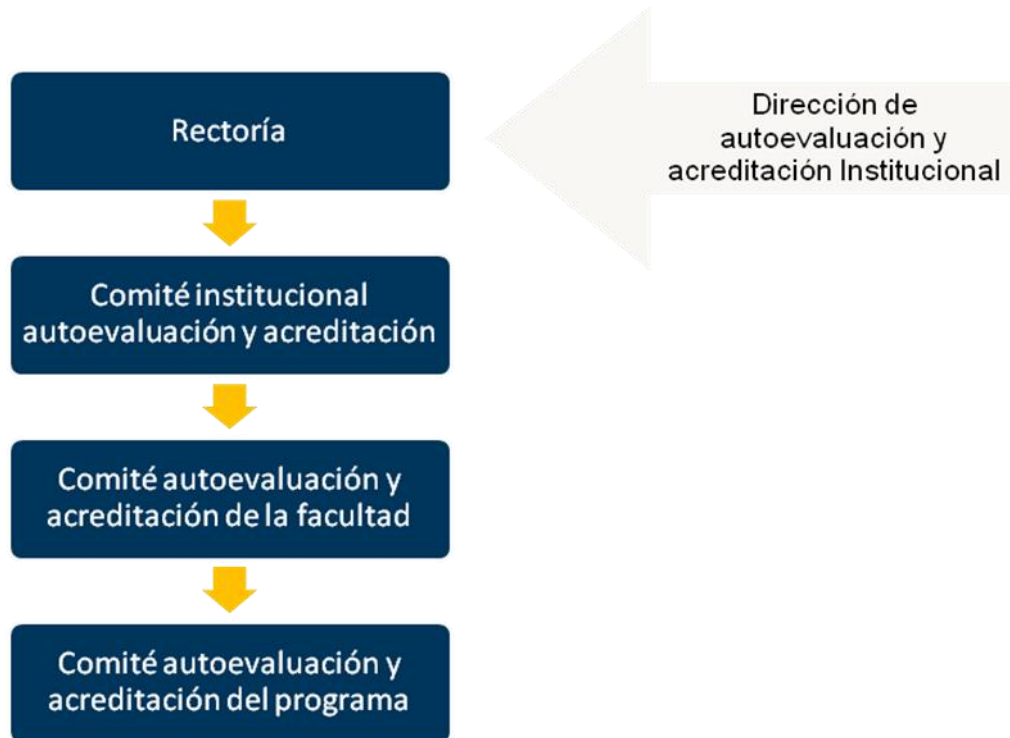 Rectoría
Dirección de
autoevaluación y
acreditación Institucional
Comité institucional
autoevaluación y acreditación
Comité autoevaluación y
acreditación de la facultad
Comité autoevaluación y
acreditación del programa